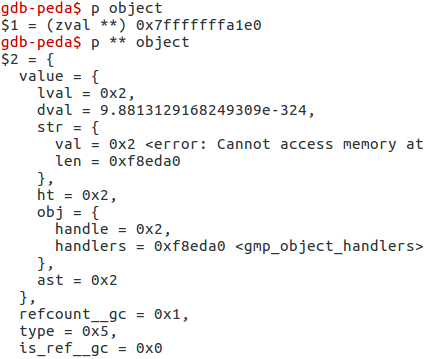 gdb-peda$ p object
$1 = (zval **) 0x7fffffffa1e0
gdb-peda$ p ** object
$2 = {
  value = {
    lval = 0x2,
    dval = 9.8813129168249309e-324,
    str = {
      val = 0x2 <error: Cannot access memory at
      len = 0xf8eda0
    },
    ht = 0x2,
    obj = {
      handle = 0x2,
      handlers = 0xf8eda0 <gmp_object_handlers>
    },
    ast = 0x2
  },
  refcount__gc = 0x1,
  type = 0x5,
  is_ref__gc = 0x0